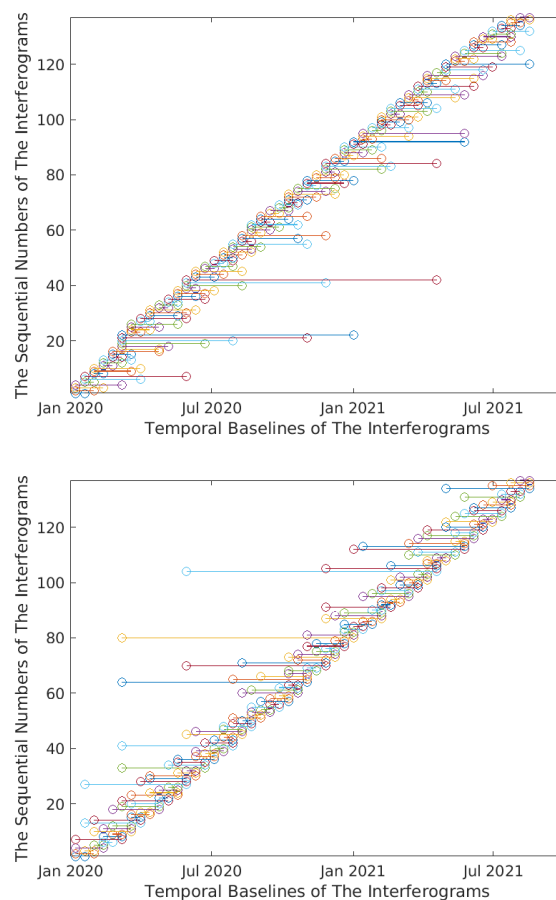 The Sequential Numbers of The Interferograms
120
100
80
60
40
20
Jan 2020 Jul 2020 Jan 2021 Jul 2021
Temporal Baselines of The Interferograms
The Sequential Numbers of The Interferograms
120
100
80
60
40
20
Jan 2020 Jul 2020 Jan 2021 Jul 2021
Temporal Baselines of The Interferograms